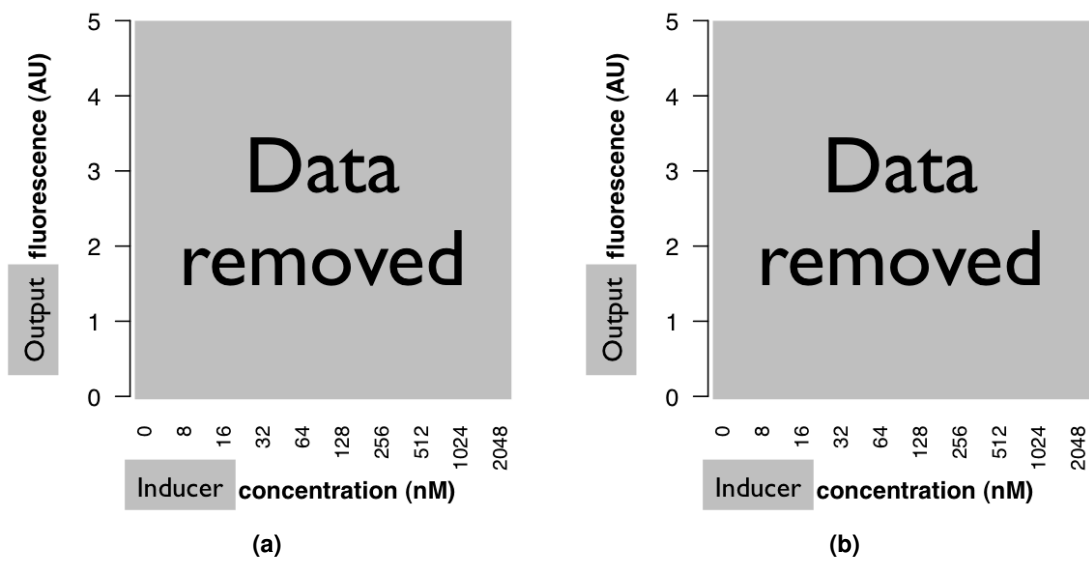 Output fluorescence (AU)
5
4
3
2
1
0
Data
removed
0 8 16 32 64 128 256 512 1024 2048
Inducer concentration (nM)
(a)
Output fluorescence (AU)
5
4
3
2
1
0
Data
removed
0 8 16 32 64 128 256 512 1024 2048
Inducer concentration (nM)
(b)